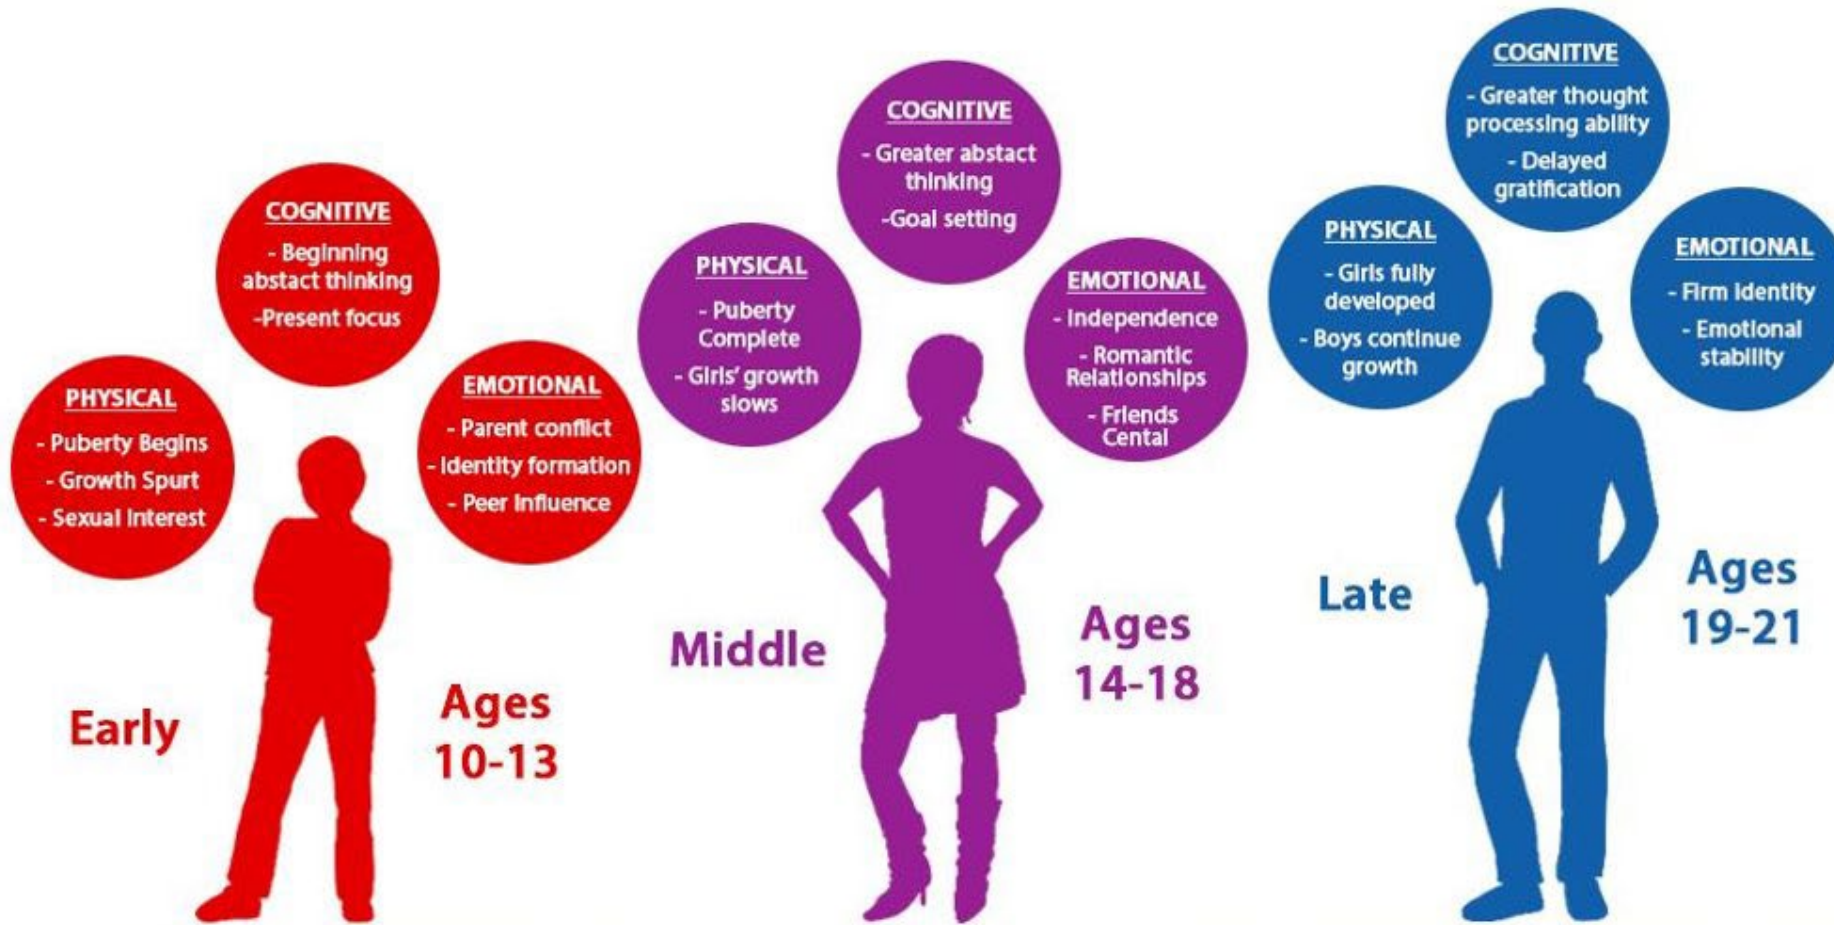 PHYSICAL
- Puberty Begins
- Growth Spurt
- Sexual Interest
COGNITIVE
- Beginning
abstact thinking
-Present focus
EMOTIONAL
- Parent conflict
- Identity formation
- Peer Influence
Early
Ages
10-13
PHYSICAL
- Puberty
Complete
- Girls' growth
slows
COGNITIVE
- Greater abstact
thinking
-Goal setting
EMOTIONAL
- Independence
- Romantic
Relationships
- Friends
Cental
Middle
Ages
14-18
PHYSICAL
- Girls fully
developed
- Boys continue
growth
COGNITIVE
- Greater thought
processing ability
- Delayed
gratification
EMOTIONAL
- Firm Identity
- Emotional
stability
Late
Ages
19-21